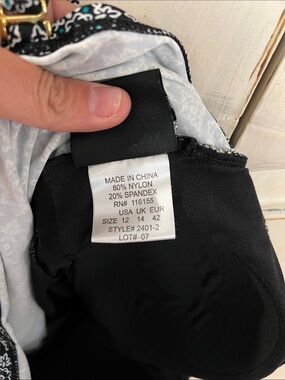 MADE IN CHINA
80% NYLON
20% SPANDEX
RN# 116155
USA UK EUR
SIZE 12 14 42
STYLE# 2401-2
LOT# 07